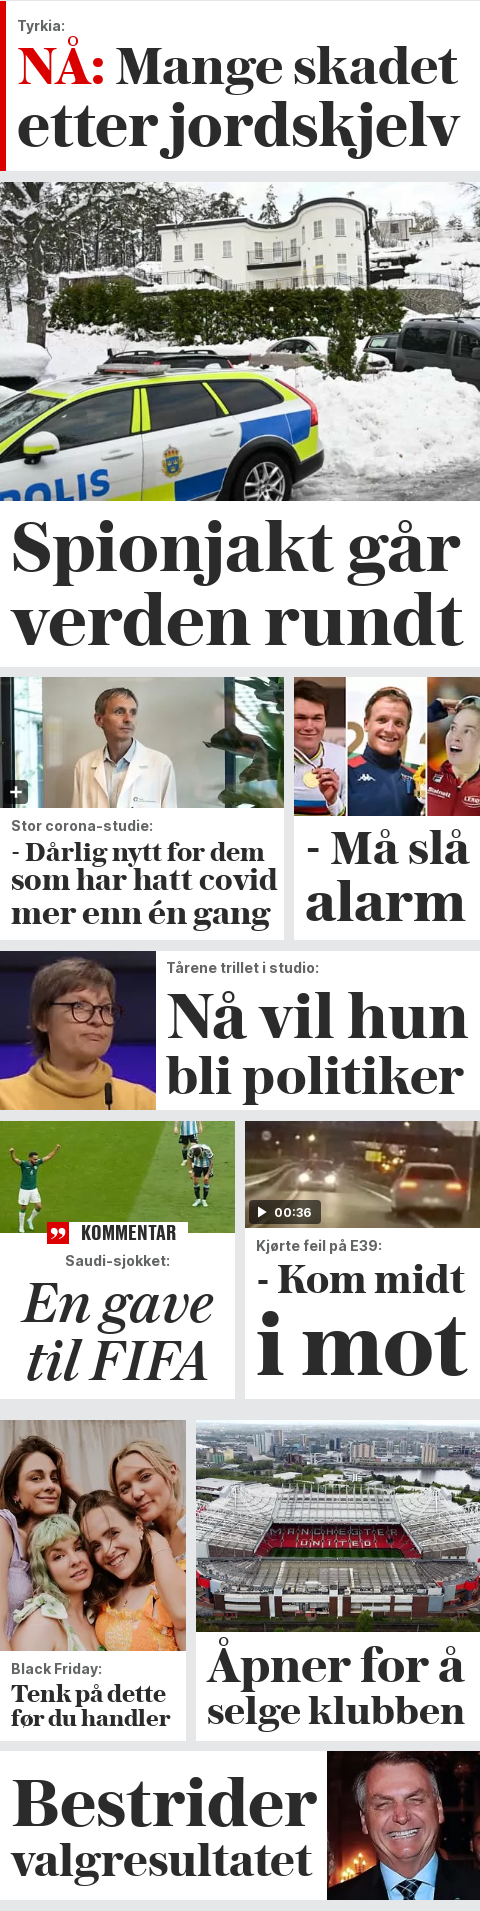 Tyrkia:
NÅ: Mange skadet
etter jordskjelv
POLIS
Spionjakt går
verden rundt
Stor corona-studie:
- Dårlig nytt for dem
som har hatt covid
mer enn én gang
- Må slå
alarm
Tårene trillet i studio:
Nå vil hun
bli politiker
KOMMENTAR
Saudi-sjokket:
En gave
til FIFA
00:36
Kjørte feil på E39:
- Kom midt
i mot
MANCHESTER
UNITED
Black Friday:
Tenk på dette
før du handler
Åpner for å
selge klubben
Bestrider
valgresultatet